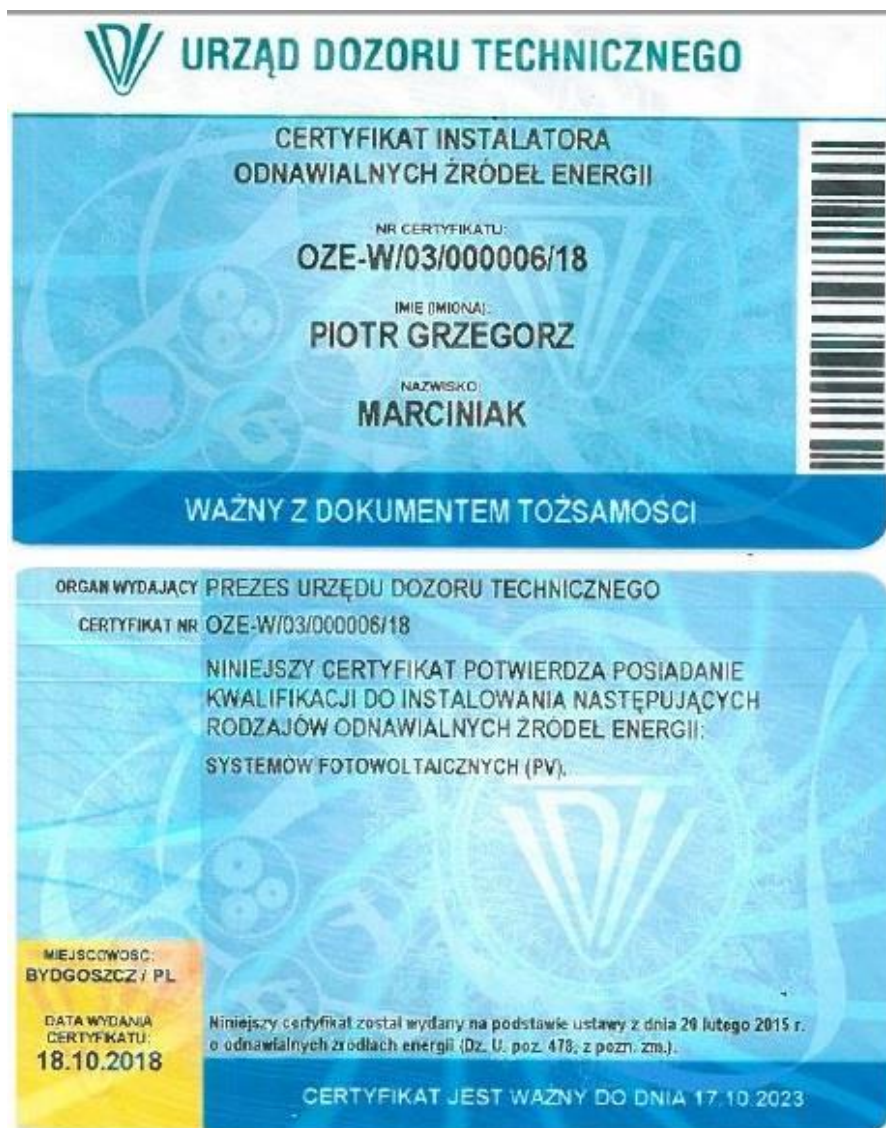 URZĄD DOZORU TECHNICZNEGO
CERTYFIKAT INSTALATORA
ODNAWIALNYCH ŹRÓDEŁ ENERGII
NR CERTYFIKATU:
OZE-W/03/000006/18
IMIĘ (IMIONA):
PIOTR GRZEGORZ
NAZWISKO:
MARCINIAK
WAŻNY Z DOKUMENTEM TOŻSAMOŚCI
ORGAN WYDAJĄCY PREZES URZĘDU DOZORU TECHNICZNEGO
CERTYFIKAT NR OZE-W/03/000006/18
NINIEJSZY CERTYFIKAT POTWIERDZA POSIADANIE
KWALIFIKACJI DO INSTALOWANIA NASTĘPUJĄCYCH
RODZAJÓW ODNAWIALNYCH ŹRÓDEŁ ENERGII:
SYSTEMÓW FOTOWOLTAICZNYCH (PV).
MIEJSCOWOŚĆ:
BYDGOSZCZ / PL
DATA WYDANIA
CERTYFIKATU:
18.10.2018
Niniejszy certyfikat został wydany na podstawie ustawy z dnia 20 lutego 2015 r.
o odnawialnych źródłach energii (Dz. U. poz. 478, z pozn. zm.).
CERTYFIKAT JEST WAŻNY DO DNIA 17.10.2023